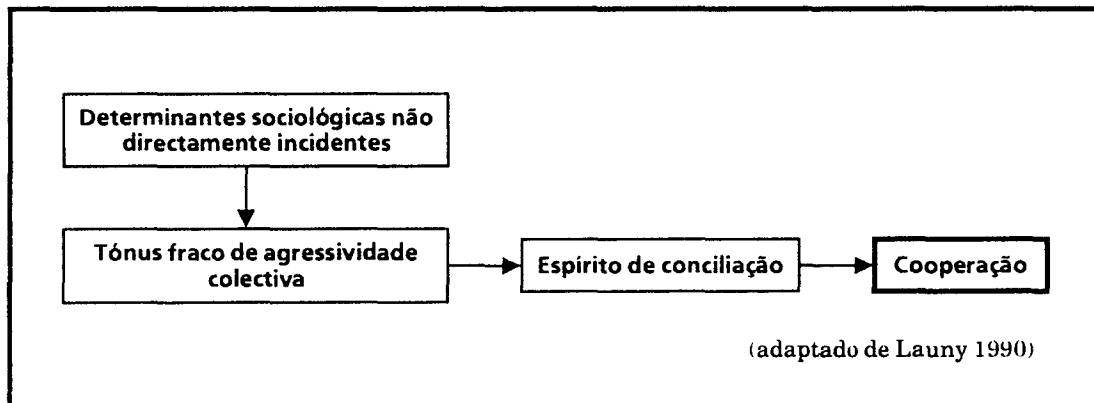 Determinantes sociológicas não
directamente incidentes
Tónus fraco de agressividade
colectiva
Espírito de conciliação
Cooperação
(adaptado de Launy 1990)